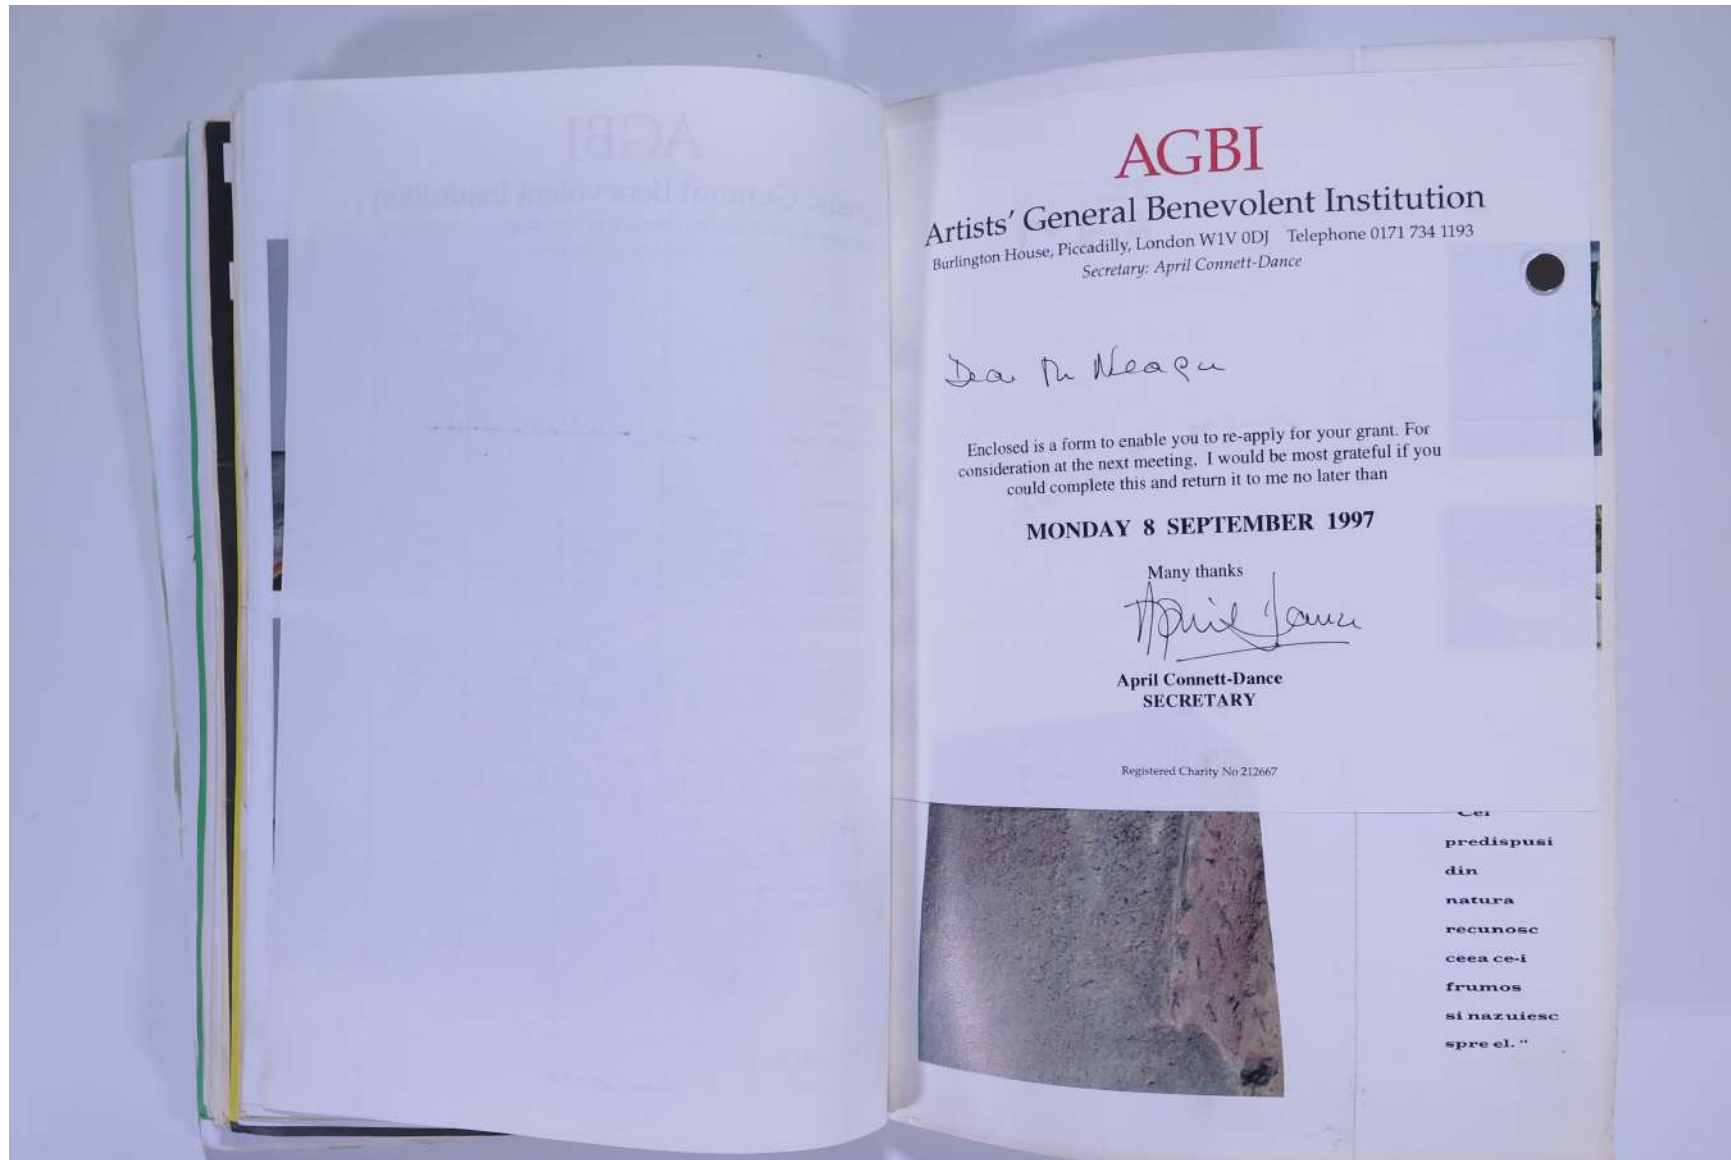 AGBI
Artists' General Benevolent Institution
Burlington House, Piccadilly, London W1V 0DJ Telephone 0171 734 1193
Secretary: April Connett-Dance
Dear Mr Neagu
Enclosed is a form to enable you to re-apply for your grant. For
consideration at the next meeting. I would be most grateful if you
could complete this and return it to me no later than
MONDAY 8 SEPTEMBER 1997
Many thanks
April Dance
April Connett-Dance
SECRETARY
Registered Charity No 212667
"Cei
predispusi
din
natura
recunosc
ceea ce-i
frumos
si nazuiesc
spre el. "